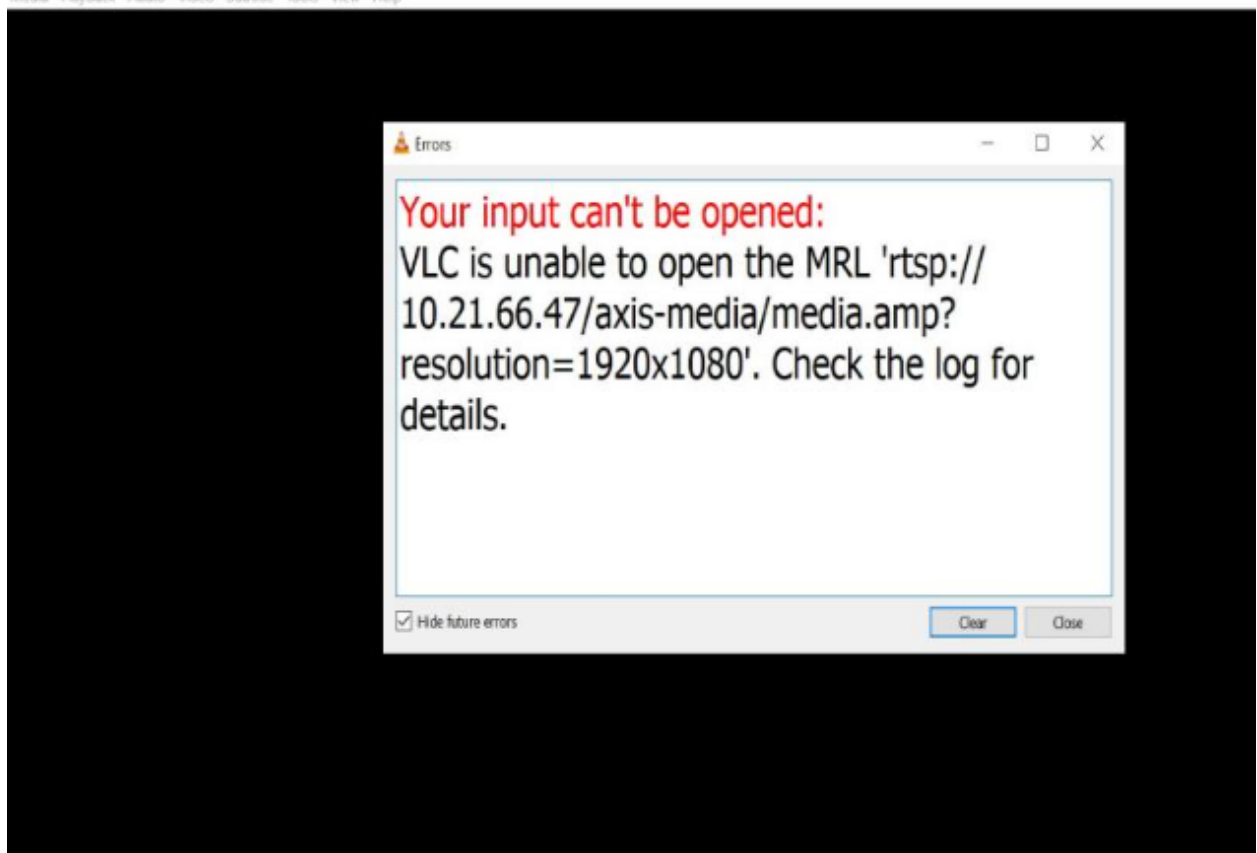 Errors
Your input can't be opened:
VLC is unable to open the MRL 'rtsp://
10.21.66.47/axis-media/media.amp?
resolution=1920x1080'. Check the log for
details.
Hide future errors
Clear
Close